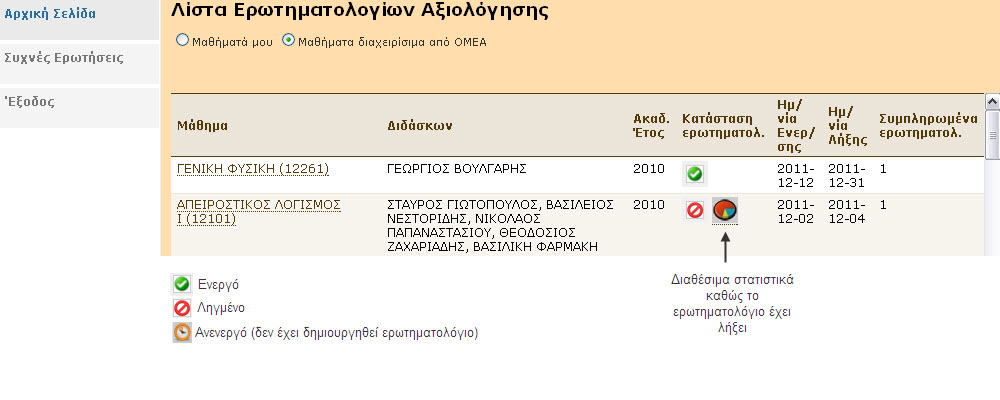 Αρχική Σελίδα
Συχνές Ερωτήσεις
Έξοδος
Λίστα Ερωτηματολογίων Αξιολόγησης
Μαθήματά μου Μαθήματα διαχειρίσιμα από ΟΜΕΑ
Μάθημα Διδάσκων Ακαδ. Έτος Κατάσταση ερωτηματολ. Ημ/νία Ενερ/σης Ημ/νία Λήξης Συμπληρωμένα ερωτηματολ.
ΓΕΝΙΚΗ ΦΥΣΙΚΗ (12261) ΓΕΩΡΓΙΟΣ ΒΟΥΛΓΑΡΗΣ 2010 2011-12-12 2011-12-31 1
ΑΠΕΙΡΟΣΤΙΚΟΣ ΛΟΓΙΣΜΟΣ ΣΤΑΥΡΟΣ ΓΙΩΤΟΠΟΥΛΟΣ, ΒΑΣΙΛΕΙΟΣ 2010 2011- 2011- 1
Ι (12101) ΝΕΣΤΟΡΙΔΗΣ, ΝΙΚΟΛΑΟΣ 12-02 12-04
ΠΑΠΑΝΑΣΤΑΣΙΟΥ, ΘΕΟΔΟΣΙΟΣ
ΖΑΧΑΡΙΑΔΗΣ, ΒΑΣΙΛΙΚΗ ΦΑΡΜΑΚΗ
Ενεργό
Ληγμένο
Ανενεργό (δεν έχει δημιουργηθεί ερωτηματολόγιο)
Διαθέσιμα στατιστικά
καθώς το
ερωτηματολόγιο έχει
λήξει